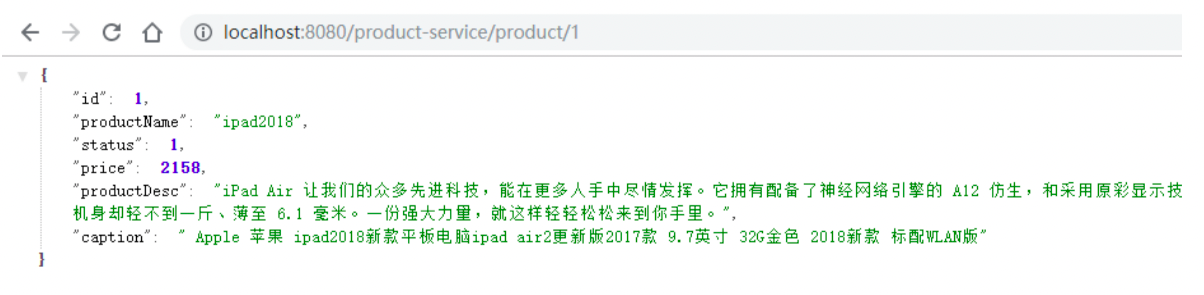 localhost:8080/product-service/product/1
{
"id": 1,
"productName": "ipad2018",
"status": 1,
"price": 2158,
"productDesc": "iPad Air 让我们的众多先进科技，能在更多人手中尽情发挥。它拥有配备了神经网络引擎的 A12 仿生，和采用原彩显示技
机身却轻不到一斤、薄至 6.1 毫米。一份强大力量，就这样轻轻松松来到你手里。",
"caption": " Apple 苹果 ipad2018新款平板电脑ipad air2更新版2017款 9.7英寸 32G金色 2018新款 标配WLAN版"
}